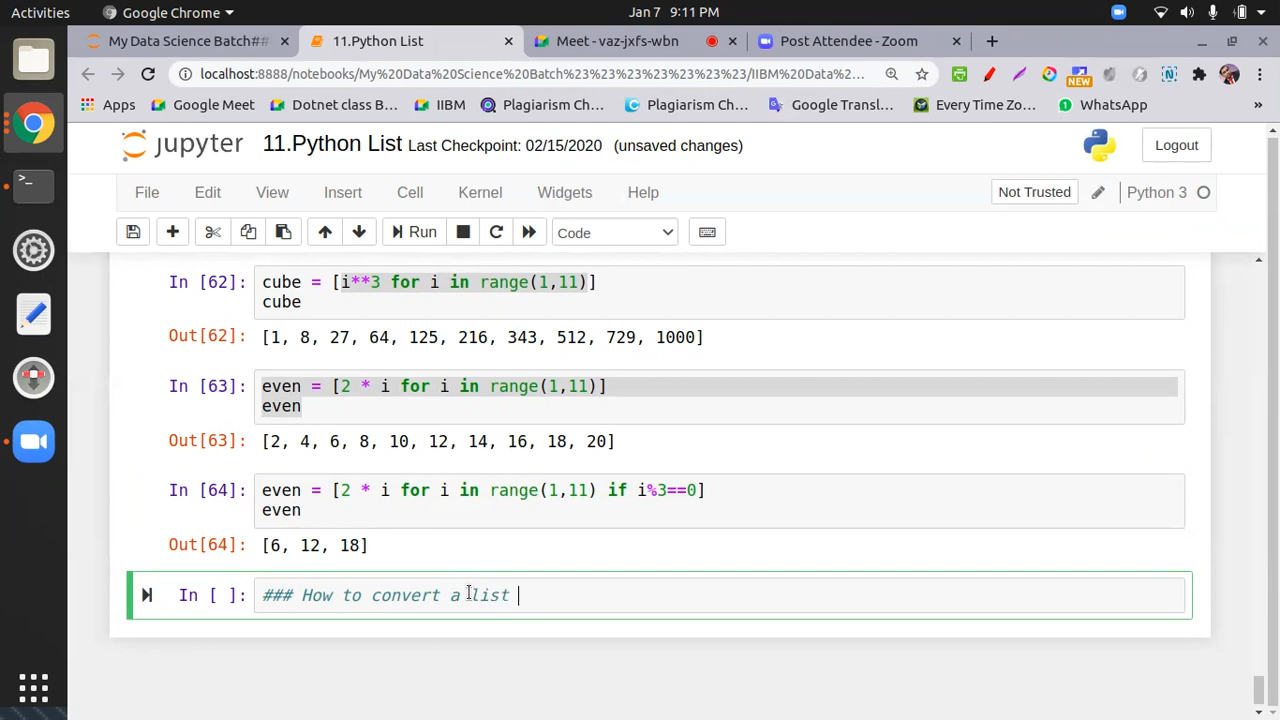 Activities
Google Chrome
Jan 7 9:11 PM
My Data Science Batch##
11.Python List
Meet - vaz-jxfs-wbn
Post Attendee - Zoom
localhost:8888/notebooks/My%20Data%20Science%20Batch%23%23%23%23%23%23%23/IIBM%20Data%2...
NEW
Apps
Google Meet
Dotnet class B...
IIBM
Plagiarism Ch...
Plagiarism Ch...
Google Transl...
Every Time Zo...
WhatsApp
»
jupyter 11.Python List Last Checkpoint: 02/15/2020 (unsaved changes)
Logout
File Edit View Insert Cell Kernel Widgets Help
Not Trusted
Python 3
Run
Code
In [62]: cube = [i**3 for i in range(1,11)]
cube
Out[62]: [1, 8, 27, 64, 125, 216, 343, 512, 729, 1000]
In [63]: even = [2 * i for i in range(1,11)]
even
Out[63]: [2, 4, 6, 8, 10, 12, 14, 16, 18, 20]
In [64]: even = [2 * i for i in range(1,11) if i%3==0]
even
Out[64]: [6, 12, 18]
In [ ]: ### How to convert a list